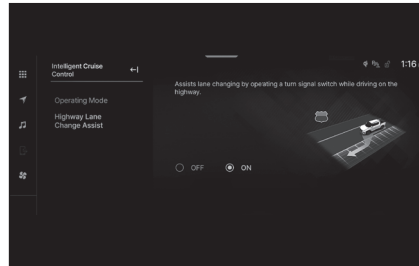 Intelligent Cruise
Control
1:16
Assists lane changing by operating a turn signal switch while driving on the
highway.
Operating Mode
Highway Lane
Change Assist
OFF
ON